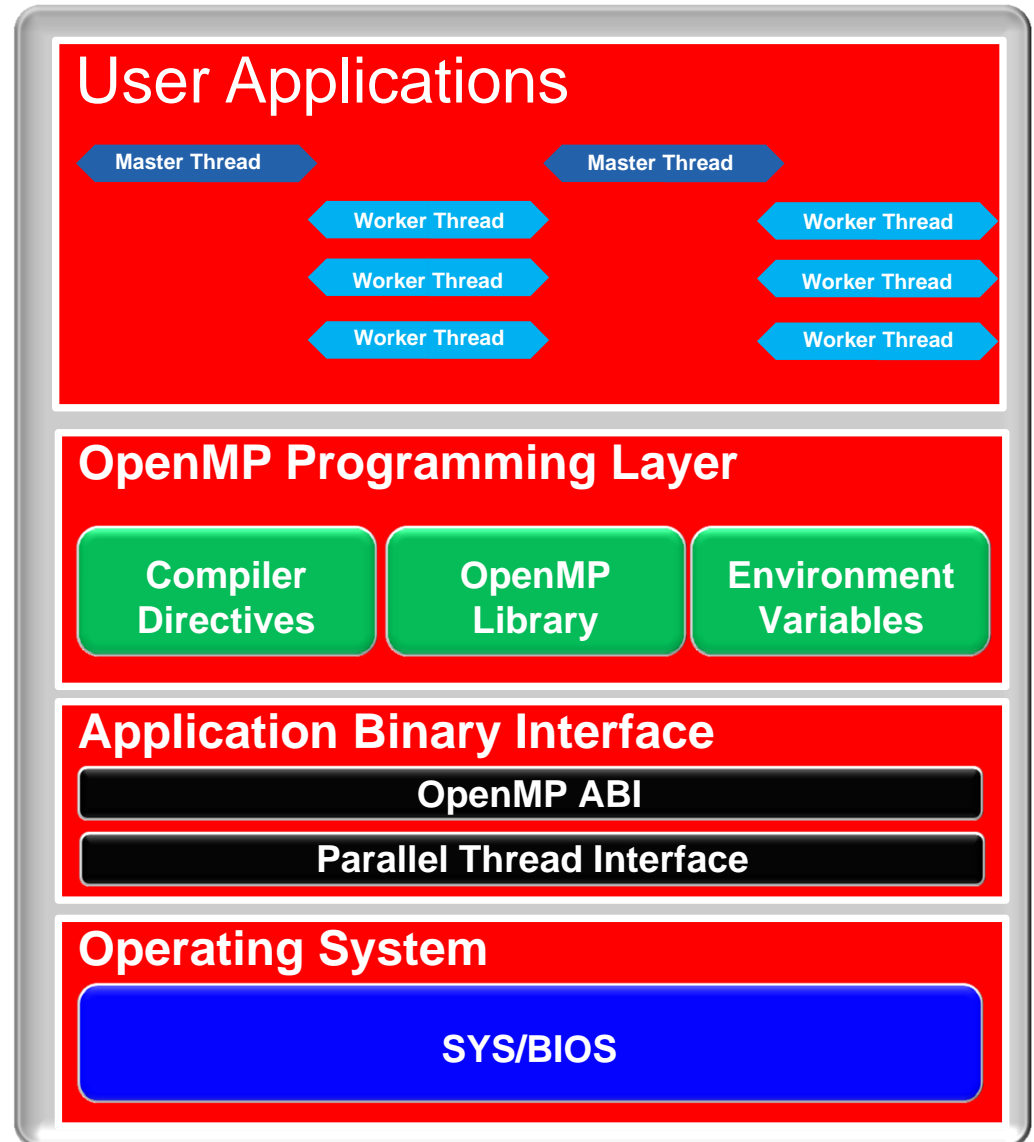 User Applications
Master Thread
Master Thread
Worker Thread
Worker Thread
Worker Thread
Worker Thread
Worker Thread
Worker Thread
OpenMP Programming Layer
Compiler
Directives
OpenMP
Library
Environment
Variables
Application Binary Interface
OpenMP ABI
Parallel Thread Interface
Operating System
SYS/BIOS